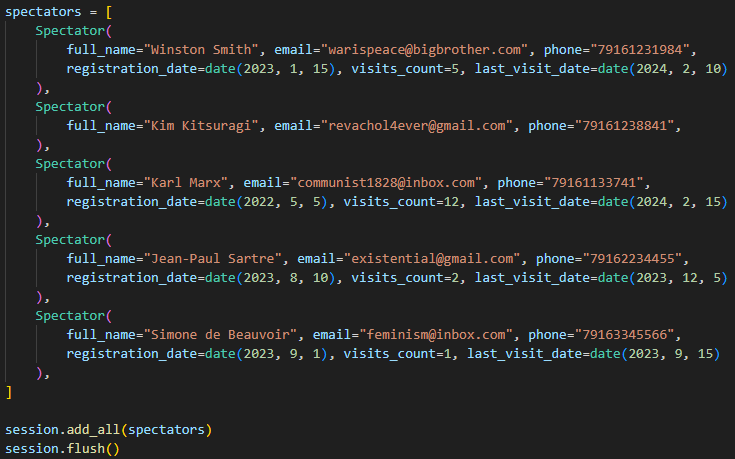 spectators = [
    Spectator(
        full_name="Winston Smith", email="warispeace@bigbrother.com", phone="79161231984",
        registration_date=date(2023, 1, 15), visits_count=5, last_visit_date=date(2024, 2, 10)
    ),
    Spectator(
        full_name="Kim Kitsuragi", email="revachol4ever@gmail.com", phone="79161238841",
    ),
    Spectator(
        full_name="Karl Marx", email="communist1828@inbox.com", phone="79161133741",
        registration_date=date(2022, 5, 5), visits_count=12, last_visit_date=date(2024, 2, 15)
    ),
    Spectator(
        full_name="Jean-Paul Sartre", email="existential@gmail.com", phone="79162234455",
        registration_date=date(2023, 8, 10), visits_count=2, last_visit_date=date(2023, 12, 5)
    ),
    Spectator(
        full_name="Simone de Beauvoir", email="feminism@inbox.com", phone="79163345566",
        registration_date=date(2023, 9, 1), visits_count=1, last_visit_date=date(2023, 9, 15)
    ),
]

session.add_all(spectators)
session.flush()